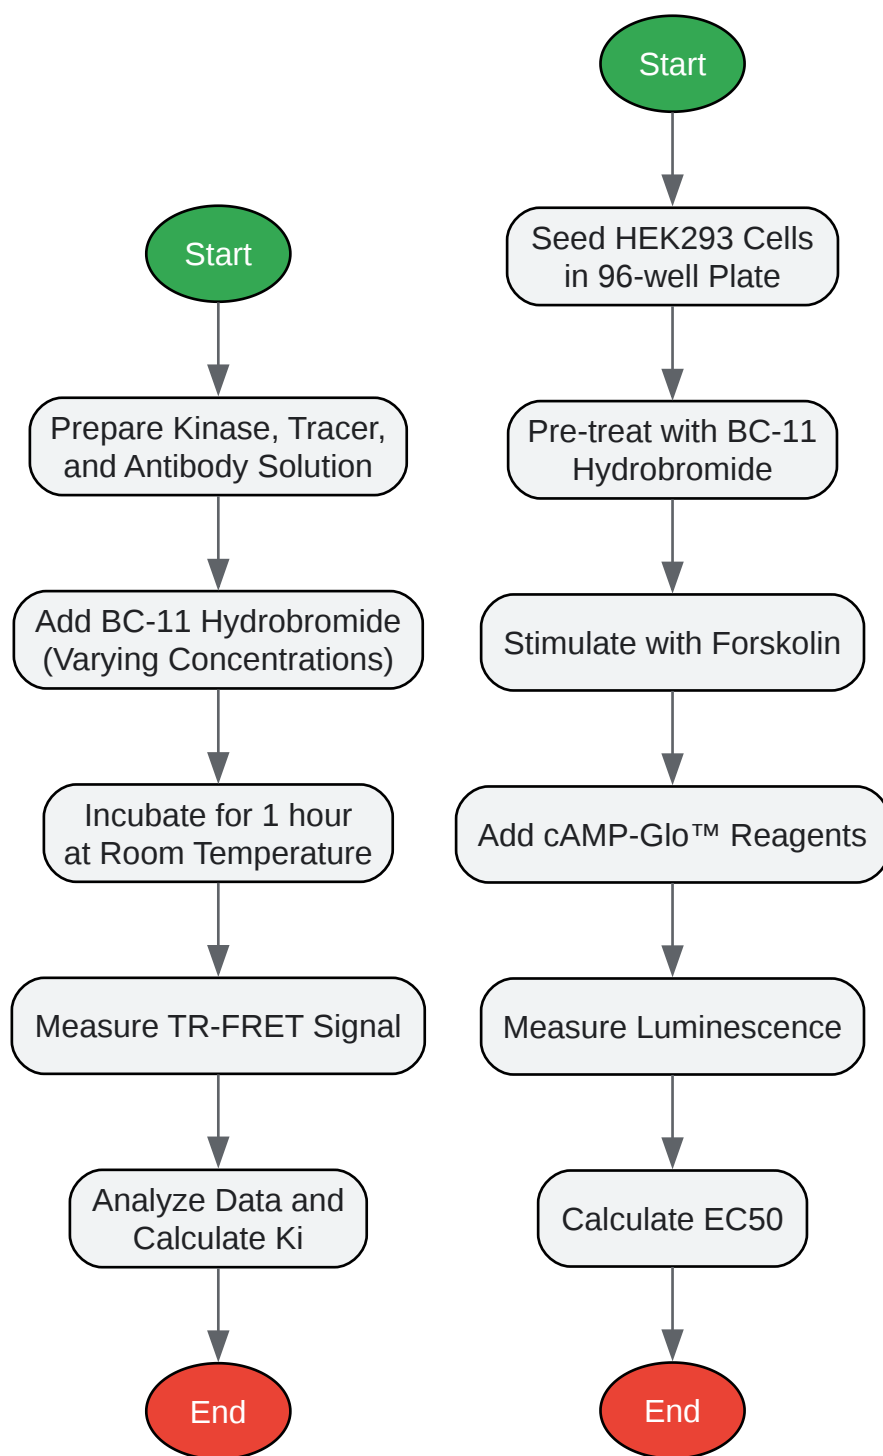 Start
Prepare Kinase, Tracer,
and Antibody Solution
Add BC-11 Hydrobromide
(Varying Concentrations)
Incubate for 1 hour
at Room Temperature
Measure TR-FRET Signal
Analyze Data and
Calculate Ki
End
Start
Seed HEK293 Cells
in 96-well Plate
Pre-treat with BC-11
Hydrobromide
Stimulate with Forskolin
Add cAMP-Glo™ Reagents
Measure Luminescence
Calculate EC50
End